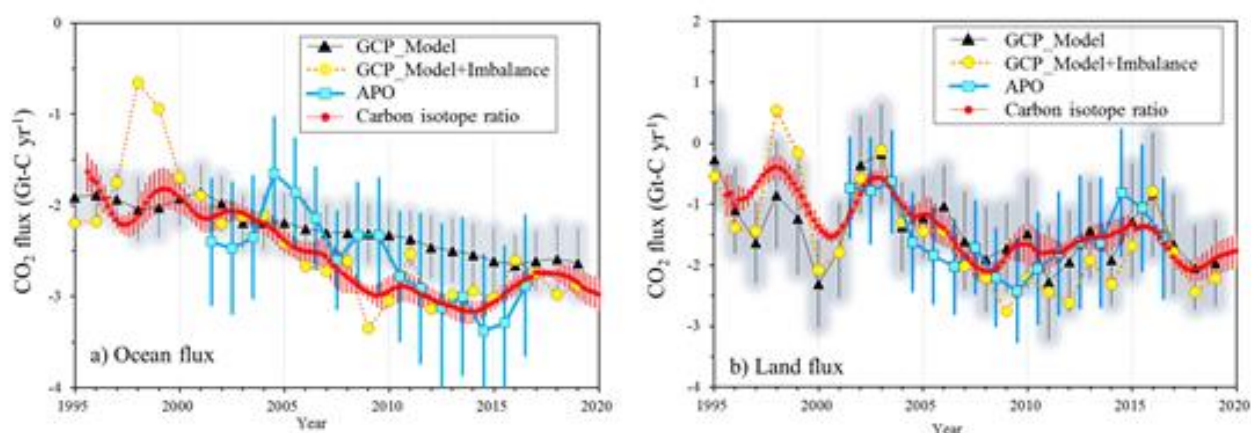 0
-1
-2
-3
-4
CO₂ flux (Gt-C yr⁻¹)
GCP_Model
GCP_Model+Imbalance
APO
Carbon isotope ratio
a) Ocean flux
1995
2000
2005
2010
2015
2020
Year
2
1
0
-1
-2
-3
-4
CO₂ flux (Gt-C yr⁻¹)
GCP_Model
GCP_Model+Imbalance
APO
Carbon isotope ratio
b) Land flux
1995
2000
2005
2010
2015
2020
Year